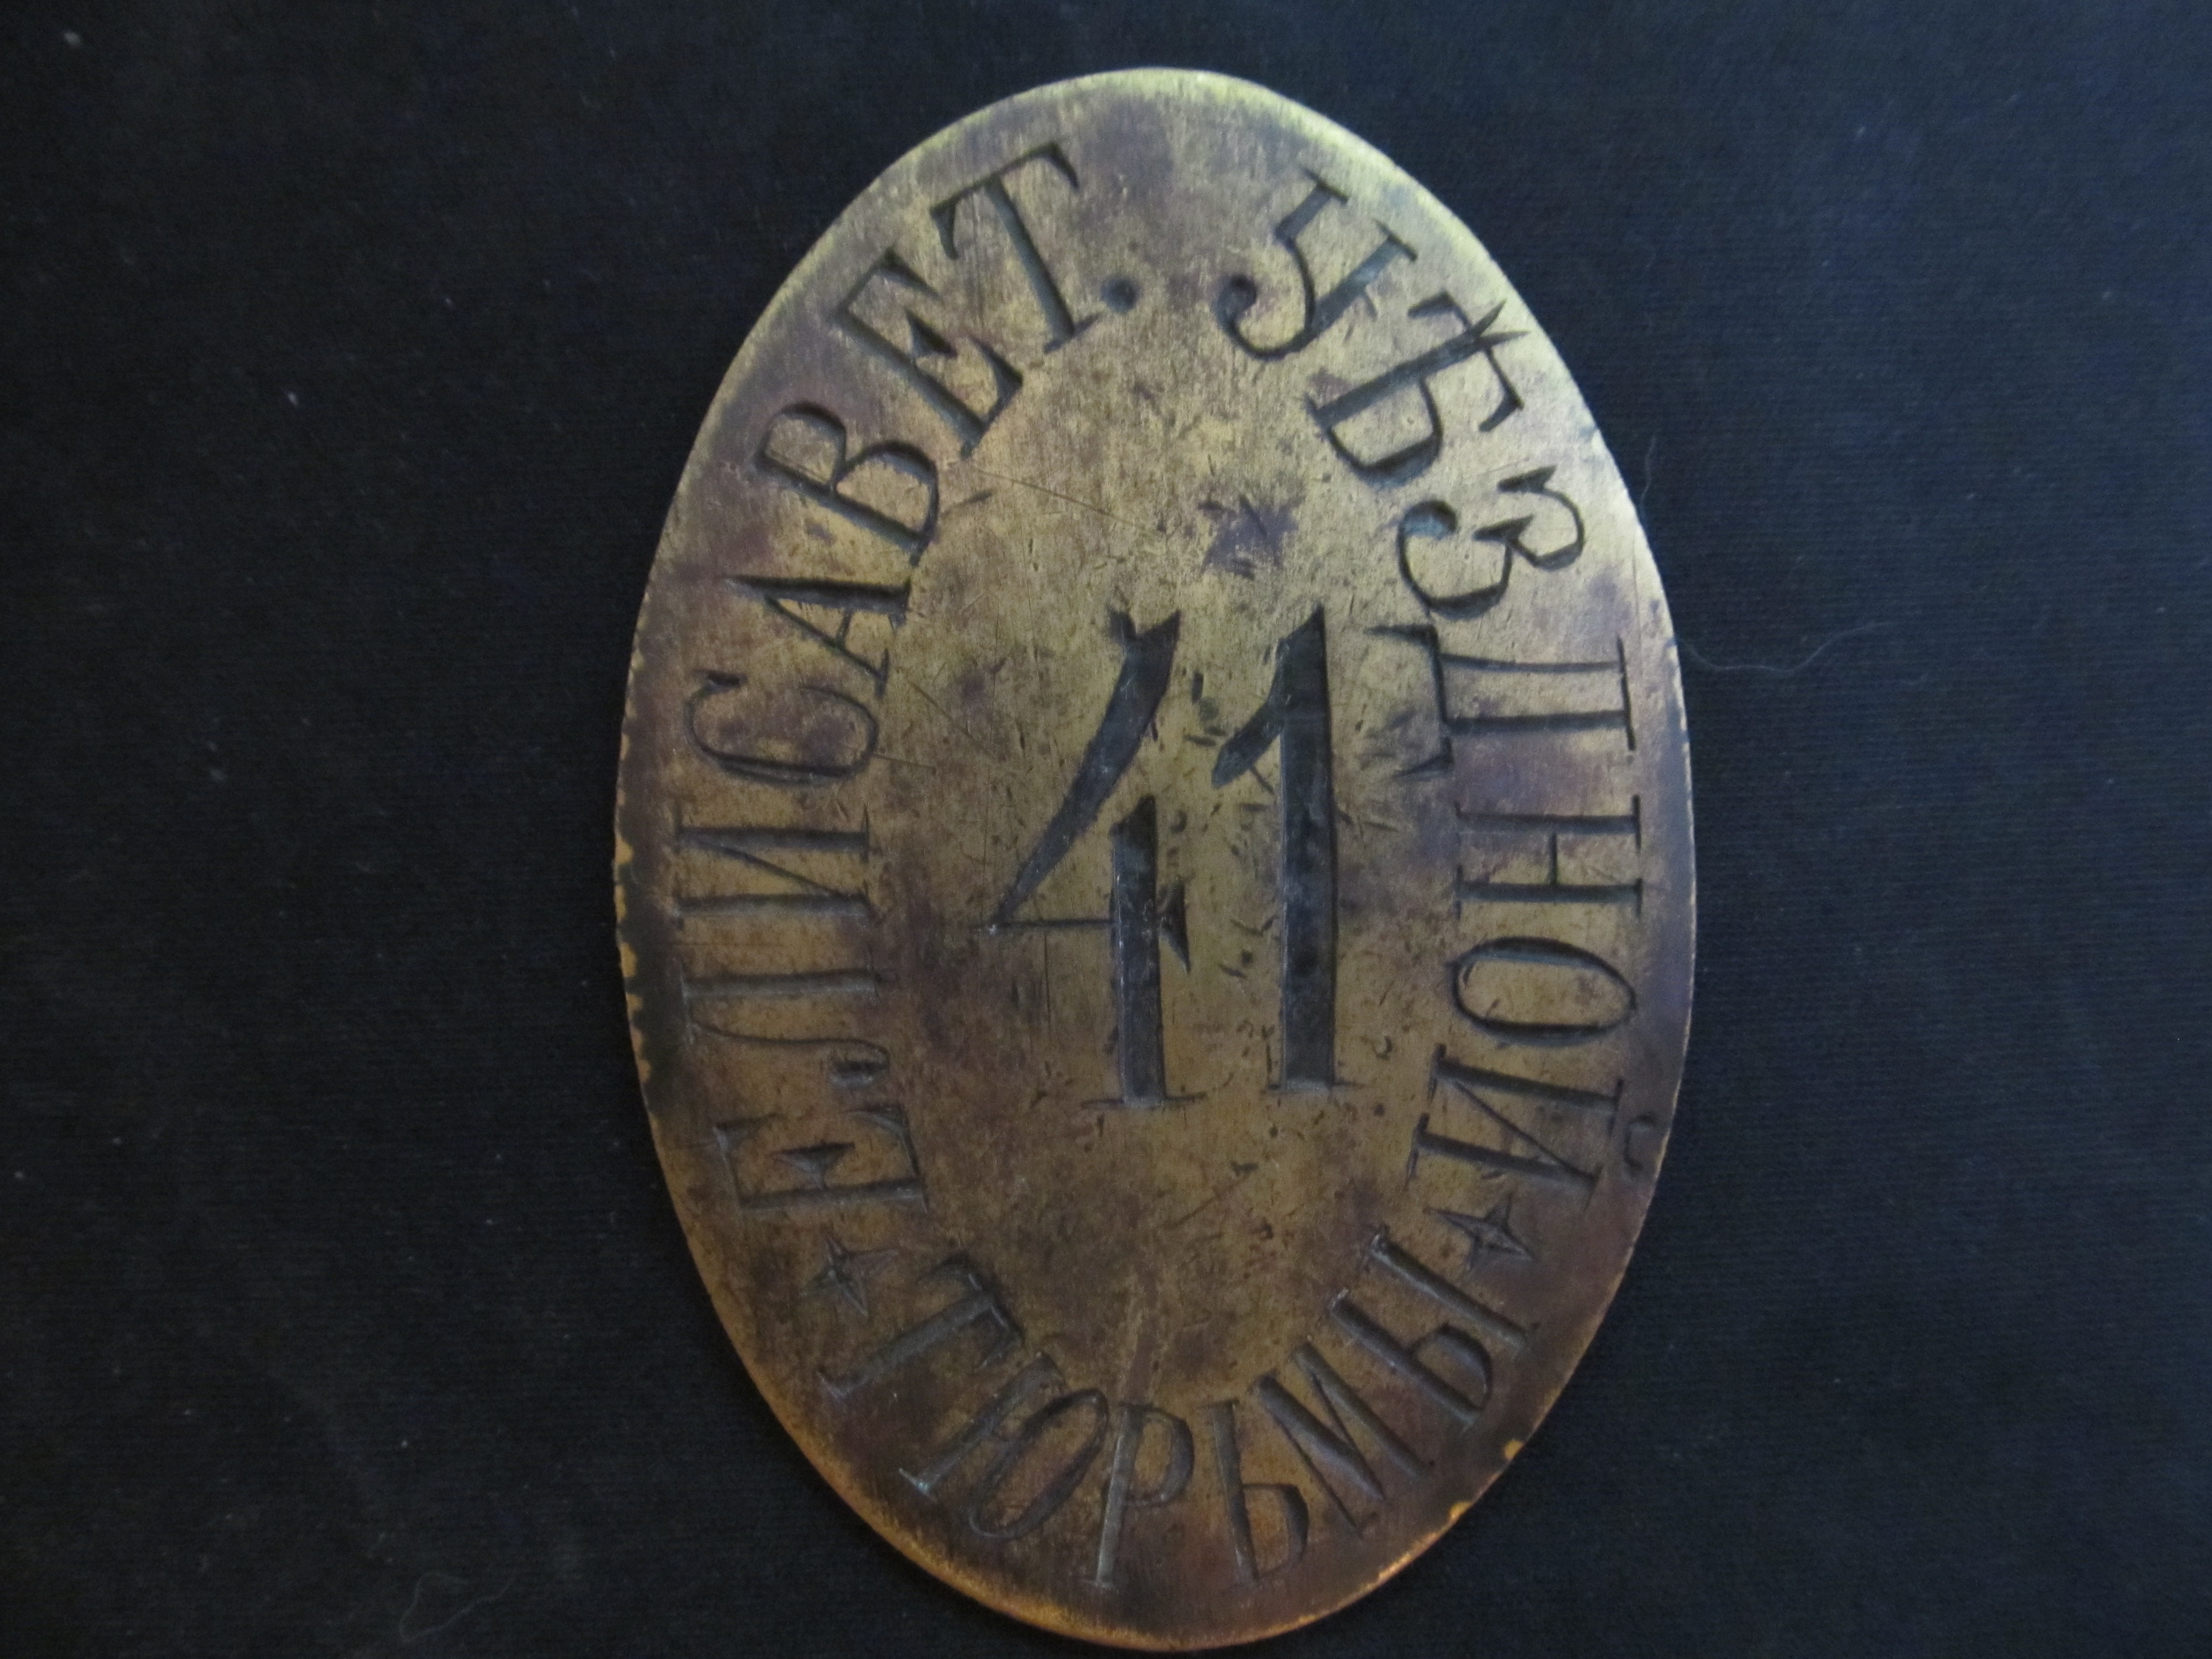 ЕЛИСАВЕТ. УѢЗДНОЙ
41
ТЮРЬМЫ